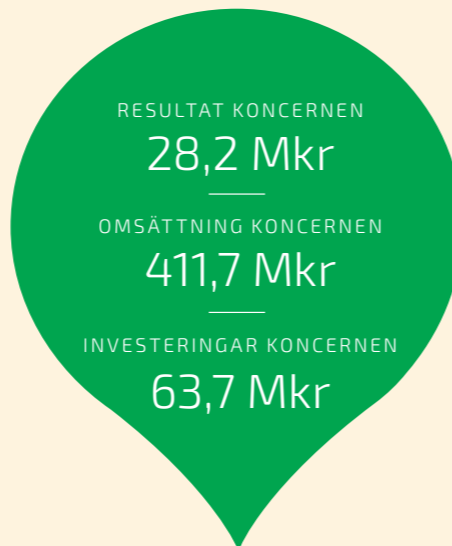 RESULTAT KONCERNEN
28,2 Mkr
OMSÄTTNING KONCERNEN
411,7 Mkr
INVESTERINGAR KONCERNEN
63,7 Mkr